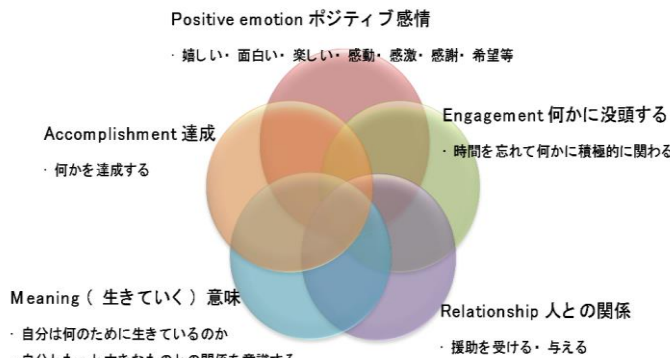 Positive emotion ポジティブ感情
· 嬉しい・面白い・楽しい・感動・感激・感謝・希望等
Engagement 何かに没頭する
· 時間を忘れて何かに積極的に関わる
Accomplishment 達成
· 何かを達成する
Meaning ( 生きていく ) 意味
· 自分は何のために生きているのか
Relationship 人との関係
· 援助を受ける・与える